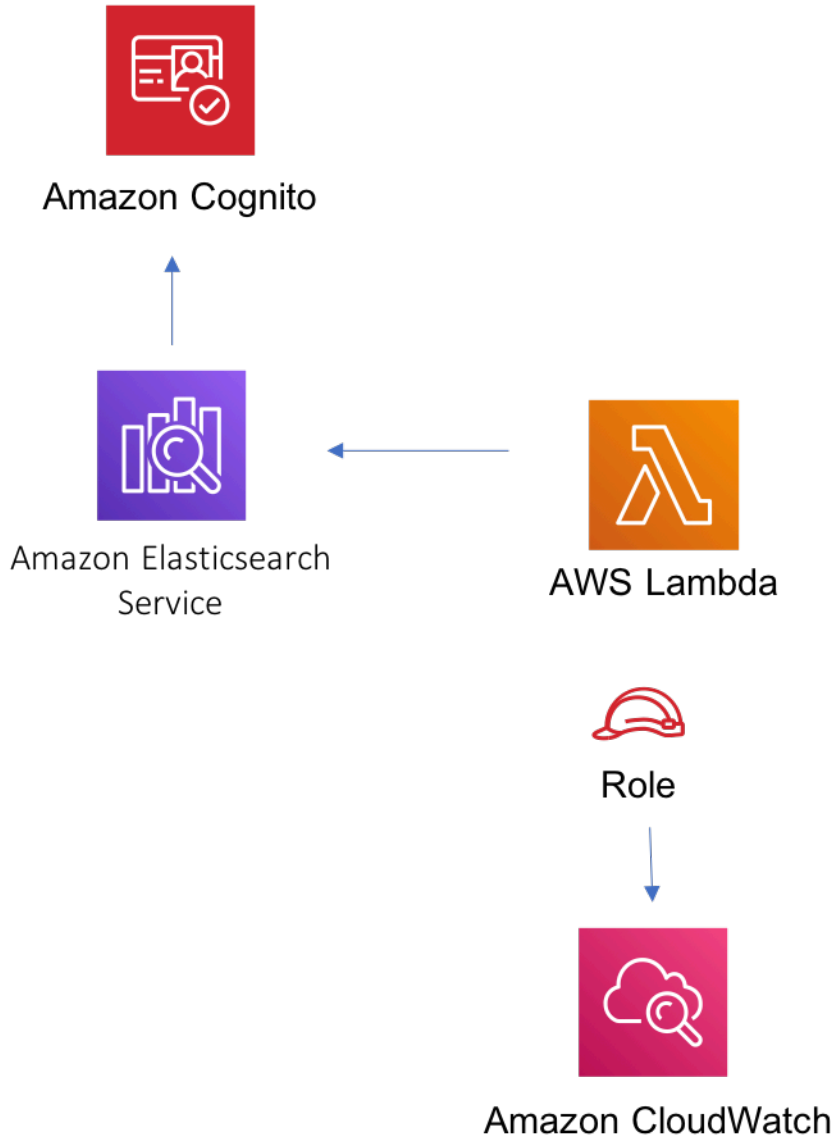 Amazon Cognito
Amazon Elasticsearch
Service
AWS Lambda
Role
Amazon CloudWatch